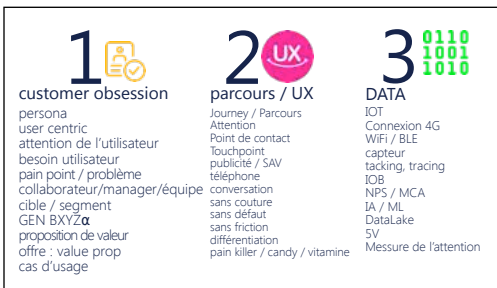 1
customer obsession
persona
user centric
attention de l'utilisateur
besoin utilisateur
pain point / problème
collaborateur/manager/équipe
cible / segment
GEN BXYZα
proposition de valeur
offre : value prop
cas d'usage
2
UX
parcours / UX
Journey / Parcours
Attention
Point de contact
Touchpoint
publicité / SAV
téléphone
conversation
sans couture
sans défaut
sans friction
différentiation
pain killer / candy / vitamine
3
0110
1001
1010
DATA
IOT
Connexion 4G
WiFi / BLE
capteur
tacking, tracing
IOB
NPS / MCA
IA / ML
DataLake
5V
Messure de l'attention